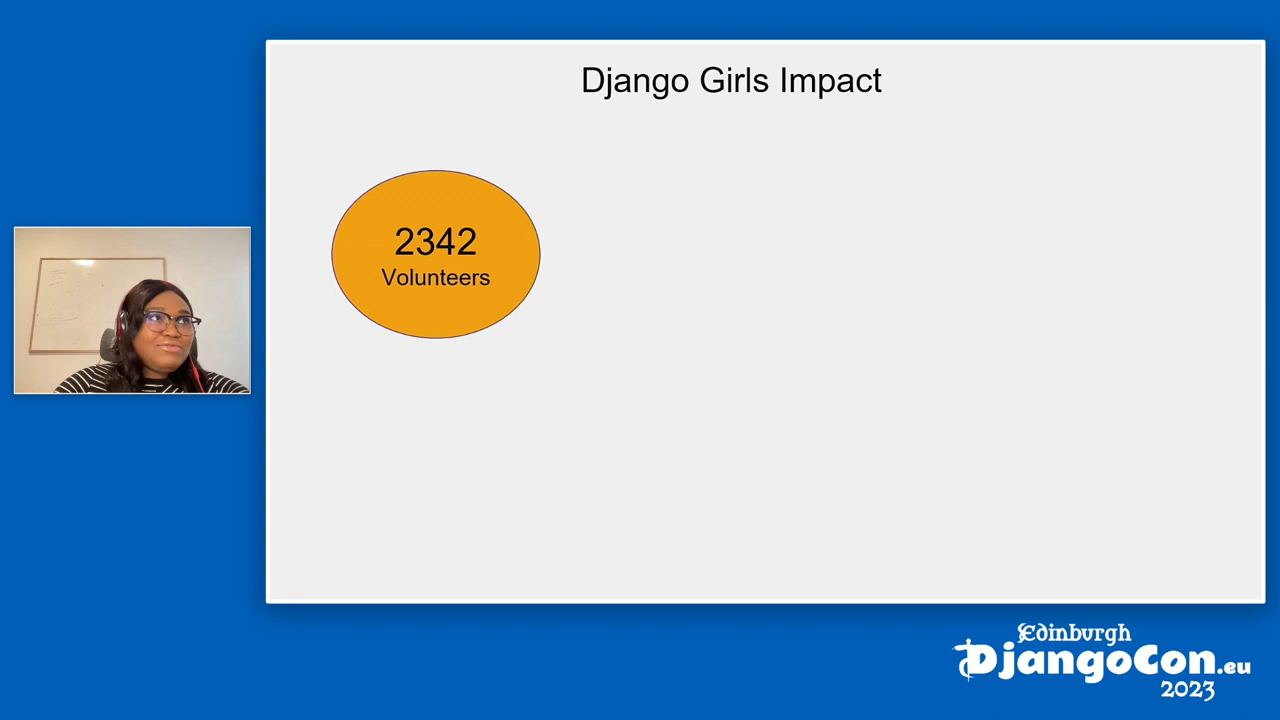 Django Girls Impact
2342
Volunteers
Edinburgh
DjangoCon.eu
2023